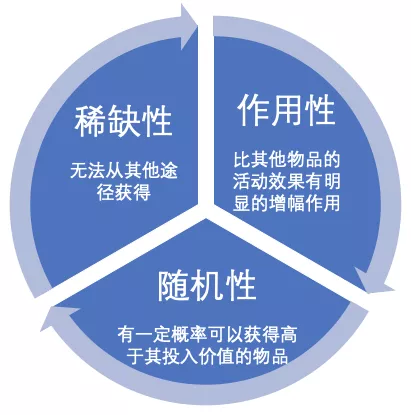 稀缺性
无法从其他途
径获得
作用性
比其他物品的
活动效果有明
显的增幅作用
随机性
有一定概率可以获得高
于其投入价值的物品